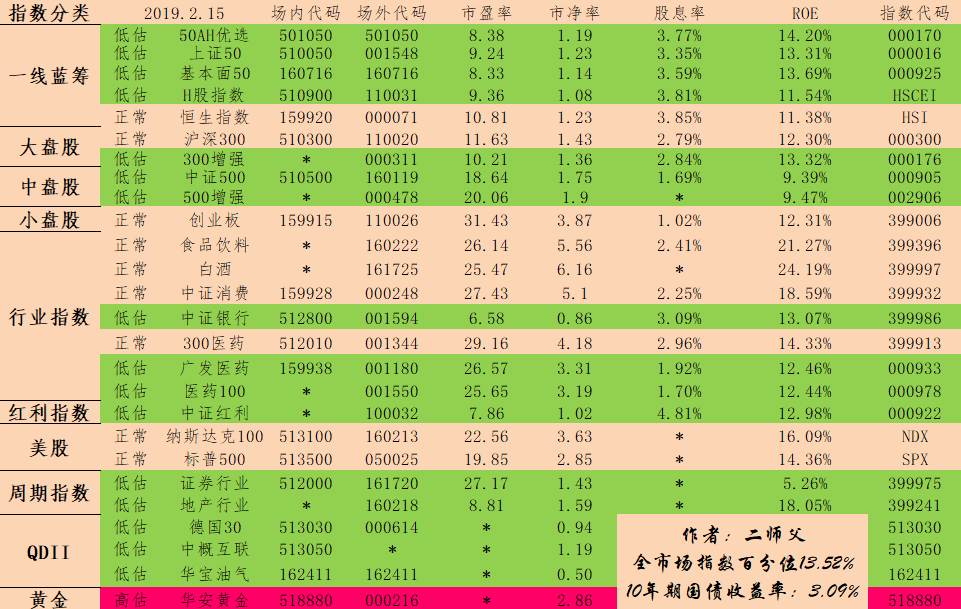 指数分类 2019.2.15 场内代码 场外代码 市盈率 市净率 股息率 ROE 指数代码
一线蓝筹
低估 50AH优选 501050 501050 8.38 1.19 3.77% 14.20% 000170
低估 上证50 510050 001548 9.24 1.23 3.35% 13.31% 000016
低估 基本面50 160716 160716 8.33 1.14 3.59% 13.69% 000925
低估 H股指数 510900 110031 9.36 1.08 3.81% 11.54% HSCEI
正常 恒生指数 159920 000071 10.81 1.23 3.85% 11.38% HSI
大盘股
正常 沪深300 510300 110020 11.63 1.43 2.79% 12.30% 000300
低估 300增强 * 000311 10.21 1.36 2.84% 13.32% 000176
中盘股
低估 中证500 510500 160119 18.64 1.75 1.69% 9.39% 000905
低估 500增强 * 000478 20.06 1.9 * 9.47% 002906
小盘股 正常 创业板 159915 110026 31.43 3.87 1.02% 12.31% 399006
行业指数
正常 食品饮料 * 160222 26.14 5.56 2.41% 21.27% 399396
正常 白酒 * 161725 25.47 6.16 * 24.19% 399997
正常 中证消费 159928 000248 27.43 5.1 2.25% 18.59% 399932
低估 中证银行 512800 001594 6.58 0.86 3.09% 13.07% 399986
正常 300医药 512010 001344 29.16 4.18 2.96% 14.33% 399913
低估 广发医药 159938 001180 26.57 3.31 1.92% 12.46% 000933
低估 医药100 * 001550 25.65 3.19 1.70% 12.44% 000978
红利指数 低估 中证红利 * 100032 7.86 1.02 4.81% 12.98% 000922
美股
正常 纳斯达克100 513100 160213 22.56 3.63 * 16.09% NDX
正常 标普500 513500 050025 19.85 2.85 * 14.36% SPX
周期指数
低估 证券行业 512000 161720 27.17 1.43 * 5.26% 399975
低估 地产行业 * 160218 8.81 1.59 * 18.05% 399241
QDII
低估 德国30 513030 000614 * 0.94 513030
低估 中概互联 513050 * * 1.19 513050
低估 华宝油气 162411 162411 * 0.50 162411
黄金 高估 华安黄金 518880 000216 * 2.86 518880
作者：二师父
全市场指数百分位13.52%
10年期国债收益率：3.09%